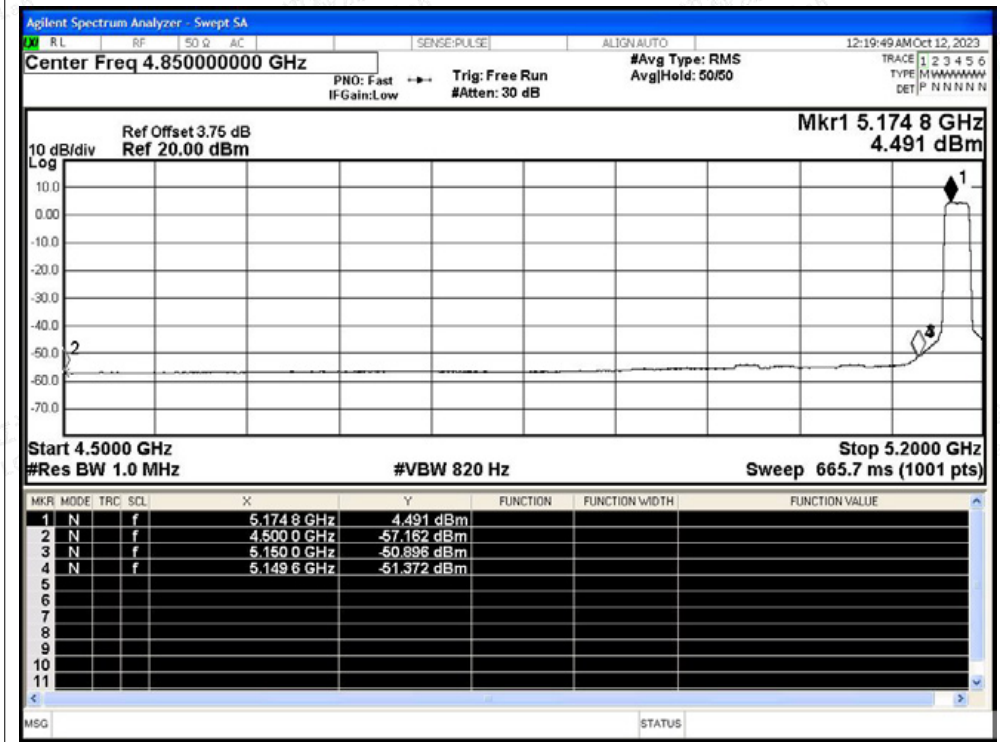 Agilent Spectrum Analyzer - Swept SA
RL RF 50 Ω AC SENSE:PULSE ALIGN AUTO 12:19:49 AM Oct 12, 2023
Center Freq 4.850000000 GHz #Avg Type: RMS TRACE 1 2 3 4 5 6
PNO: Fast Trig: Free Run Avg|Hold: 50/50 TYPE M
IFGain:Low #Atten: 30 dB DET P N N N N N
Mkr1 5.174 8 GHz
4.491 dBm
Ref Offset 3.75 dB
10 dB/div Ref 20.00 dBm
Log
1
10.0
0.00
-10.0
-20.0
-30.0
-40.0
-50.0 2
-60.0
-70.0
Start 4.5000 GHz Stop 5.2000 GHz
#Res BW 1.0 MHz #VBW 820 Hz Sweep 665.7 ms (1001 pts)
MKR MODE TRC SCL X Y FUNCTION FUNCTION WIDTH FUNCTION VALUE
1 N f 5.174 8 GHz 4.491 dBm
2 N f 4.500 0 GHz -57.162 dBm
3 N f 5.150 0 GHz -50.896 dBm
4 N f 5.149 6 GHz -51.372 dBm
5
6
7
8
9
10
11
MSG STATUS